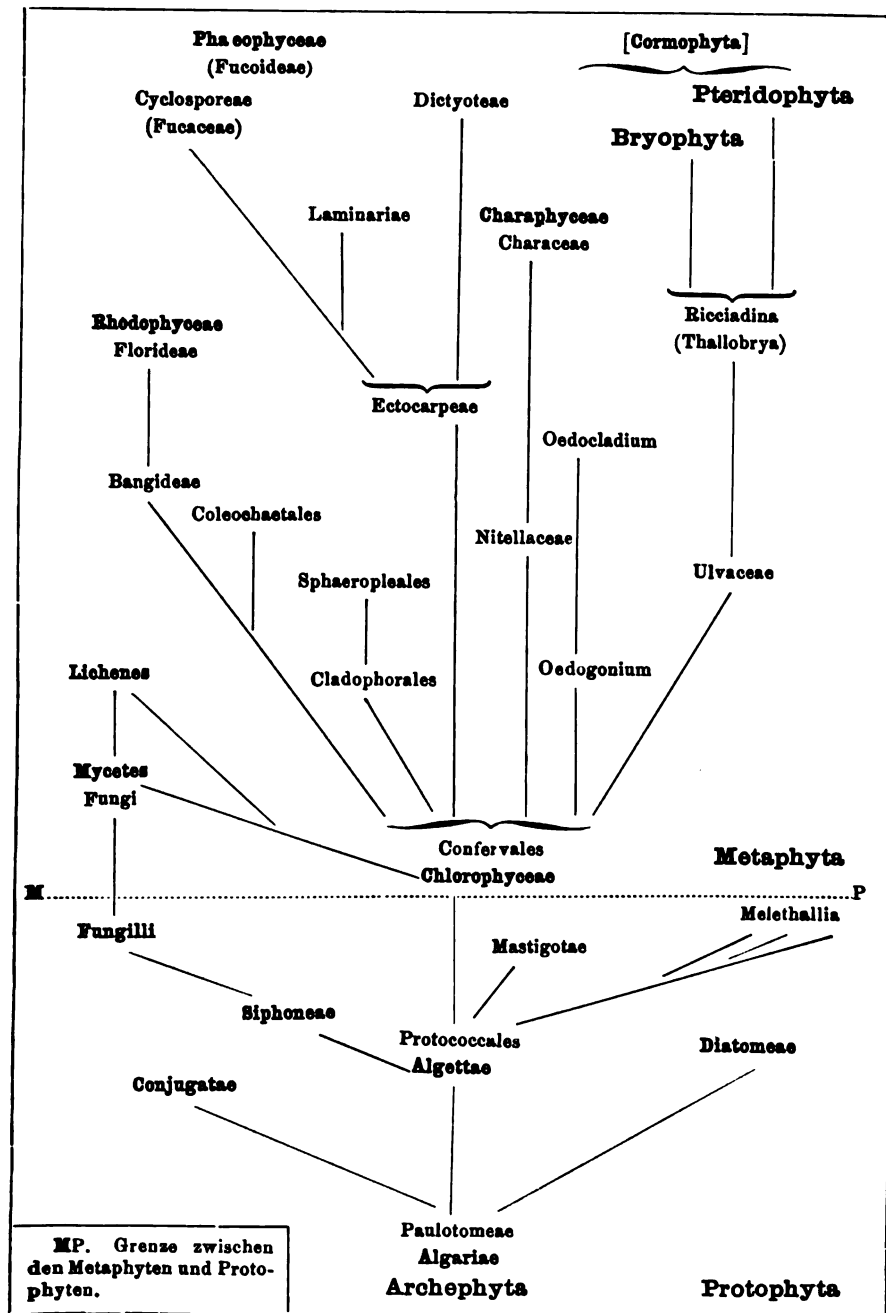 Phaeophyceae
(Fucoideae)
[Cormophyta]
Cyclosporeae
(Fucaceae)
Dictyoteae
Pteridophyta
Bryophyta
Laminariae
Charaphyceae
Characeae
Rhodophyceae
Florideae
Ricciadina
(Thallobrya)
Ectocarpeae
Oedocladium
Bangideae
Coleochaetales
Nitellaceae
Sphaeropleales
Ulvaceae
Lichenes
Cladophorales
Oedogonium
Mycetes
Fungi
Confervales
Chlorophyceae
Metaphyta
M
P
Fungilli
Melethallia
Mastigotae
Siphoneae
Protococcales
Algettae
Diatomeae
Conjugatae
Paulotomeae
Algariae
Archephyta
Protophyta
MP. Grenze zwischen
den Metaphyten und Proto-
phyten.